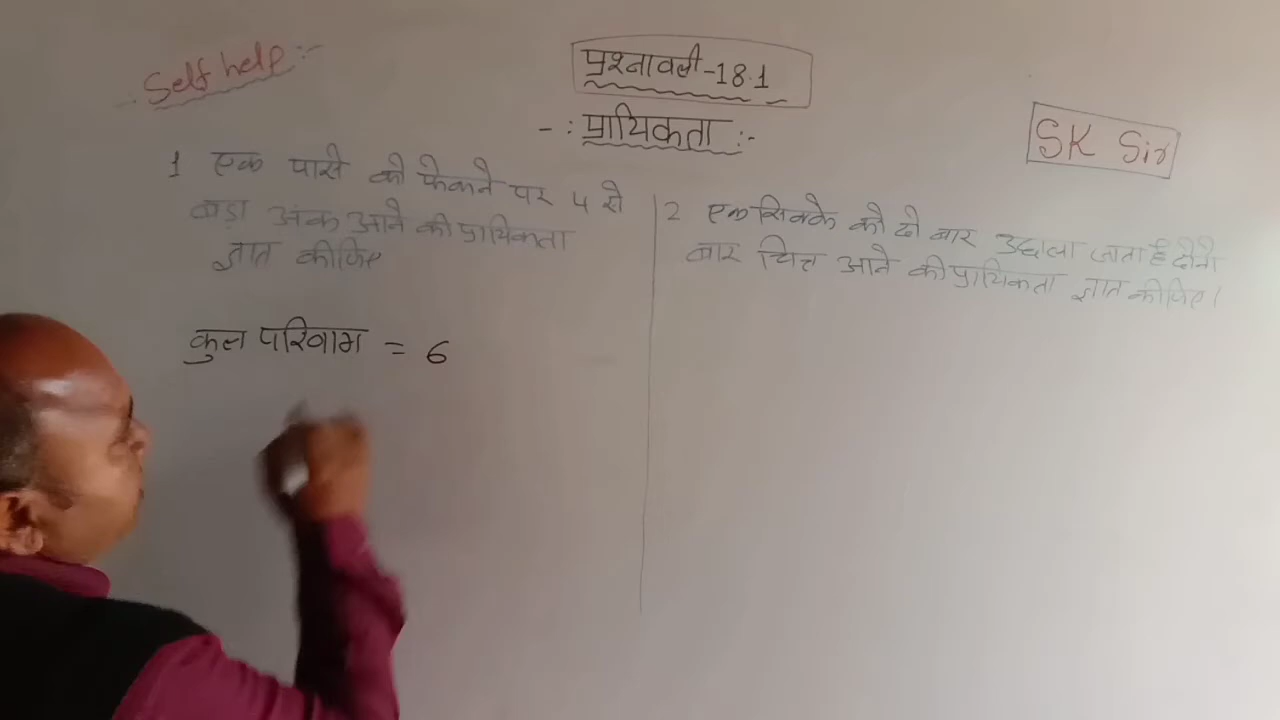 Self help :-
प्रश्नावली-18.1
-: प्रायिकता :-
SK Sir
1 एक पासे को फेकने पर 4 से
बड़ा अंक आने की प्रायिकता
ज्ञात कीजिए
2 एक सिक्के को दो बार उछाला जाता है दोनो
बार चित्त आने की प्रायिकता ज्ञात कीजिए।
कुल परिणाम = 6